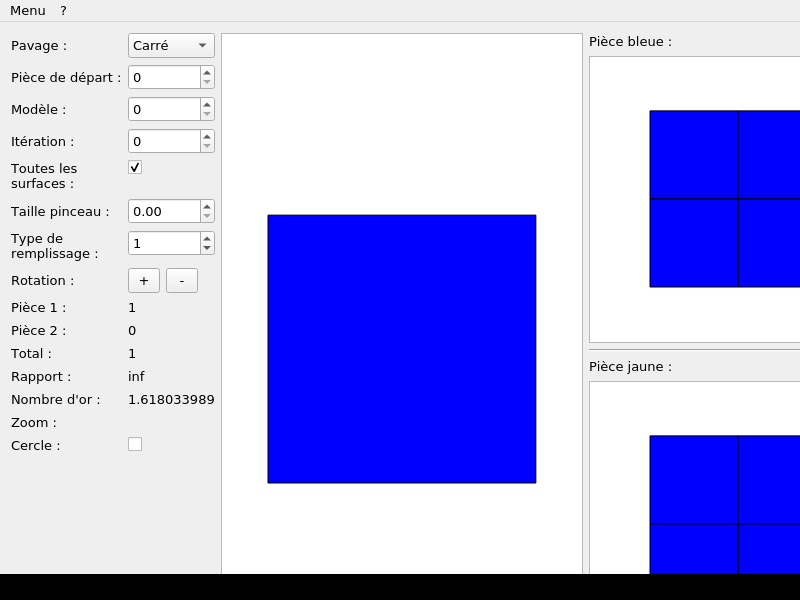 Menu ?
Pavage : Carré
Pièce de départ : 0
Modèle : 0
Itération : 0
Toutes les
surfaces :
Taille pinceau : 0.00
Type de
remplissage : 1
Rotation : + -
Pièce 1 : 1
Pièce 2 : 0
Total : 1
Rapport : inf
Nombre d'or : 1.618033989
Zoom :
Cercle :
Pièce bleue :
Pièce jaune :